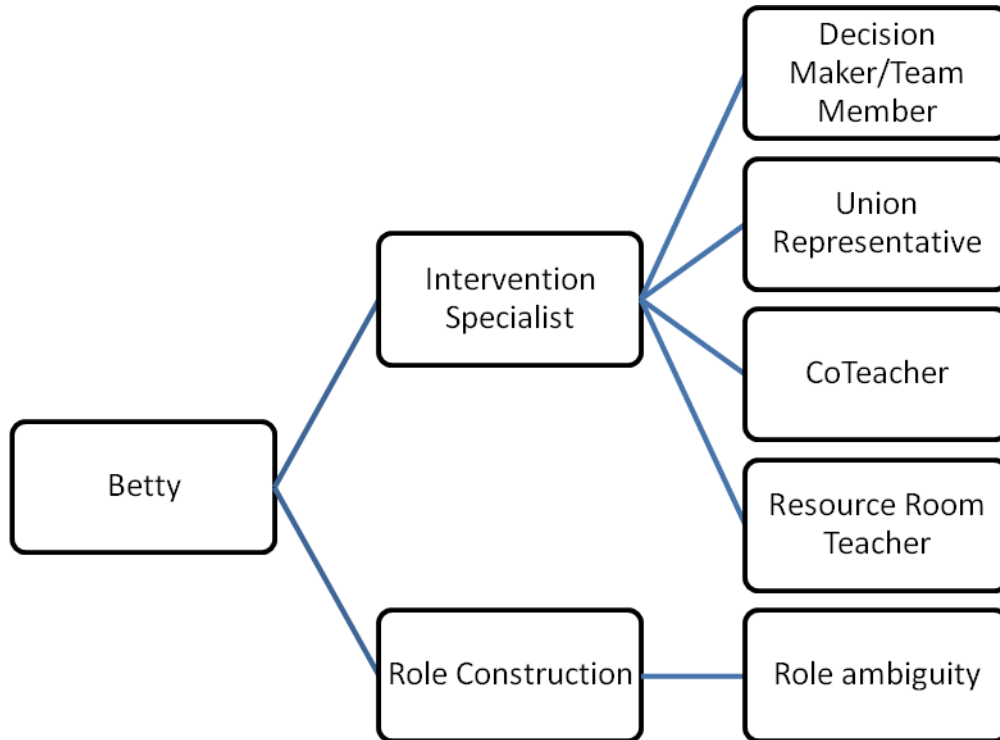 Decision
Maker/Team
Member
Union
Representative
Intervention
Specialist
CoTeacher
Betty
Resource Room
Teacher
Role Construction
Role ambiguity